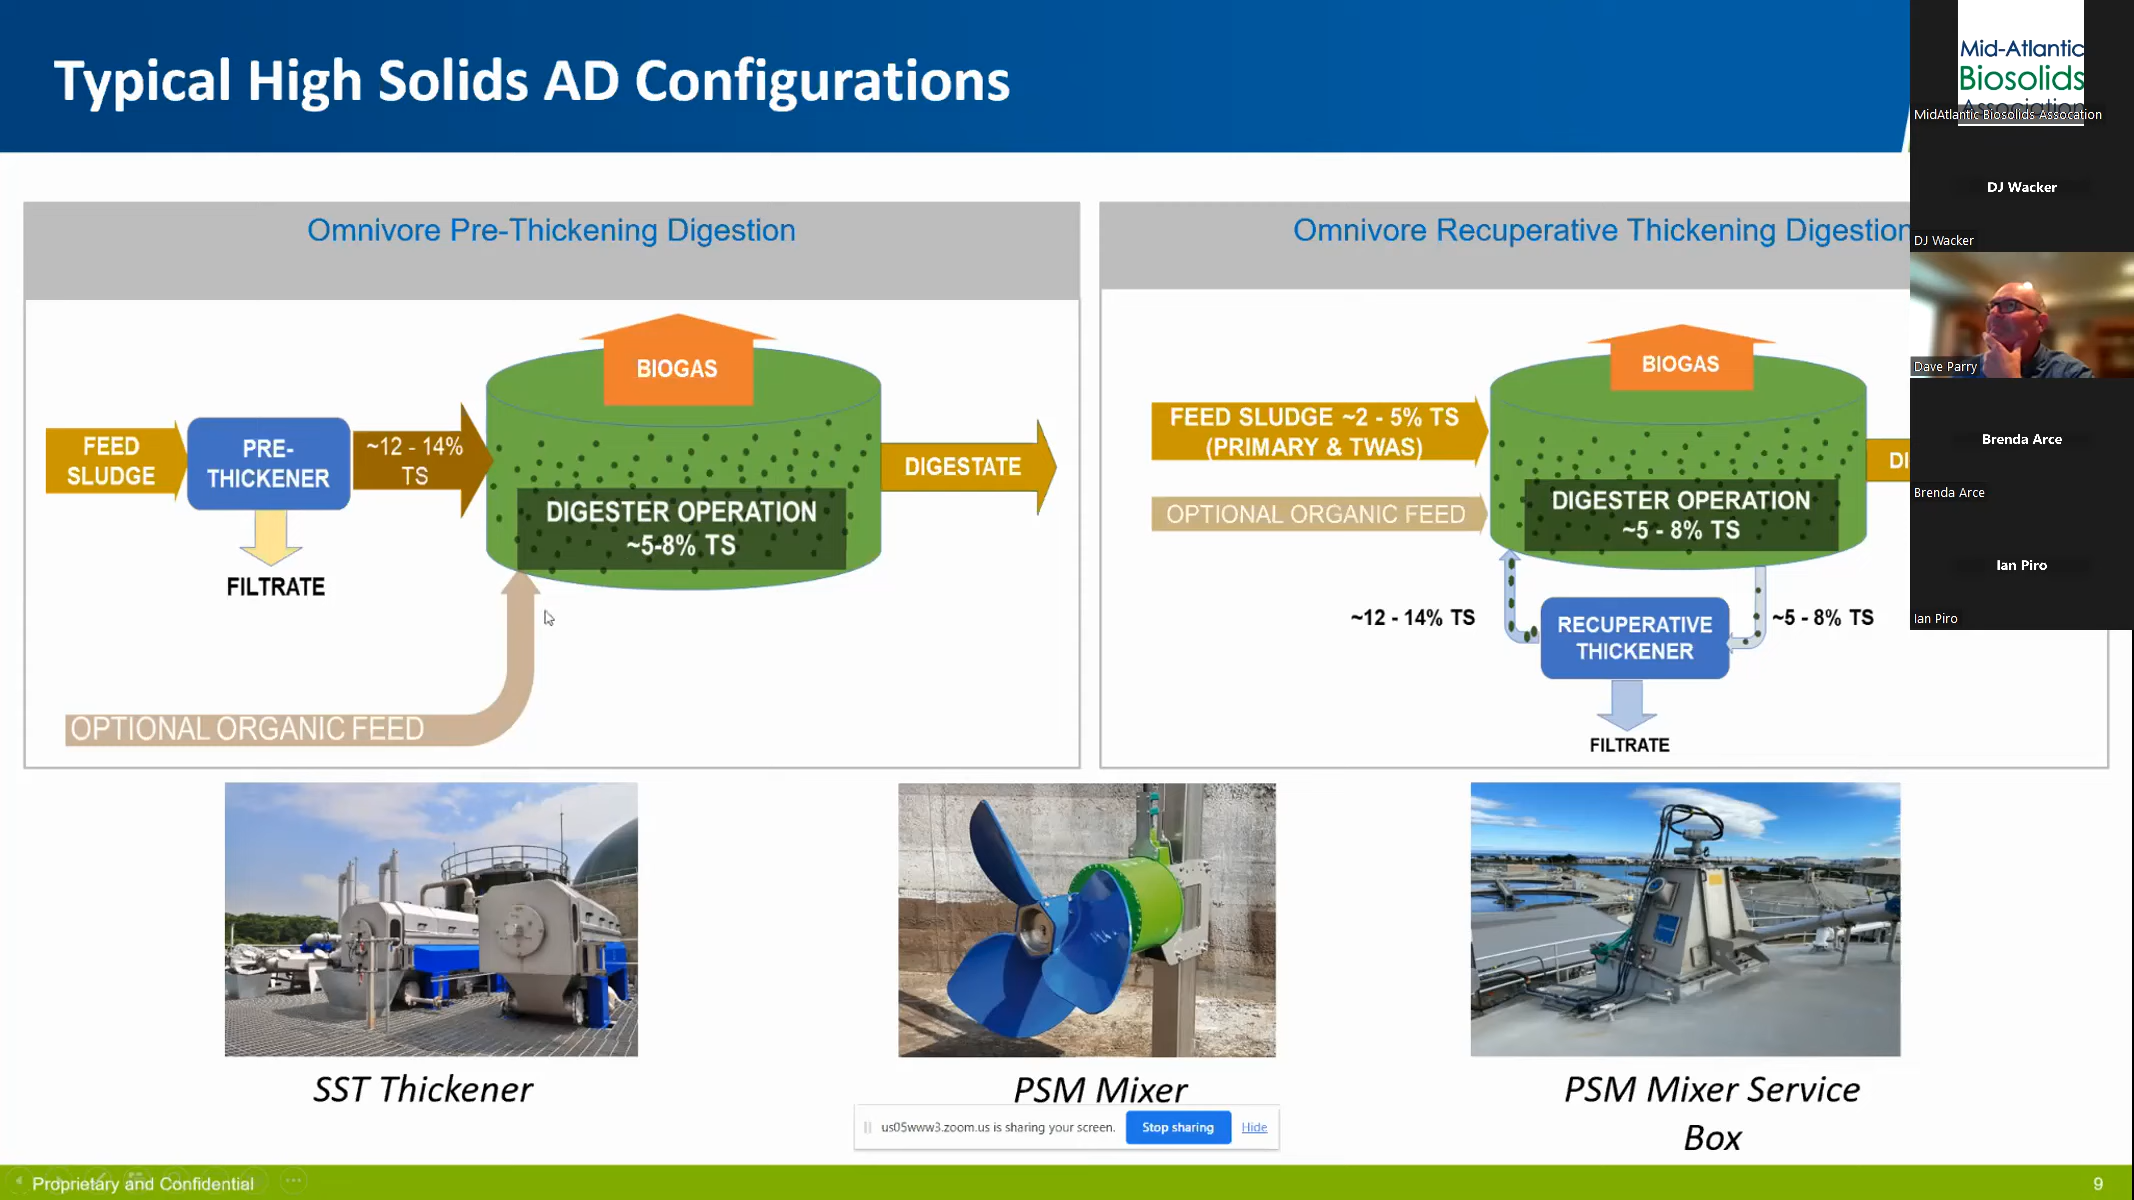 Typical High Solids AD Configurations
Mid-Atlantic
Biosolids
Association
MidAtlantic Biosolids Assocation
DJ Wacker
DJ Wacker
Dave Parry
Brenda Arce
Brenda Arce
Ian Piro
Ian Piro
Omnivore Pre-Thickening Digestion
BIOGAS
FEED
SLUDGE
PRE-
THICKENER
~12 - 14%
TS
DIGESTER OPERATION
~5-8% TS
DIGESTATE
FILTRATE
OPTIONAL ORGANIC FEED
Omnivore Recuperative Thickening Digestion
BIOGAS
FEED SLUDGE ~2 - 5% TS
(PRIMARY & TWAS)
OPTIONAL ORGANIC FEED
DIGESTER OPERATION
~5 - 8% TS
DI
~12 - 14% TS
RECUPERATIVE
THICKENER
~5 - 8% TS
FILTRATE
SST Thickener
PSM Mixer
PSM Mixer Service
Box
us05www3.zoom.us is sharing your screen.
Stop sharing
Hide
Proprietary and Confidential
9